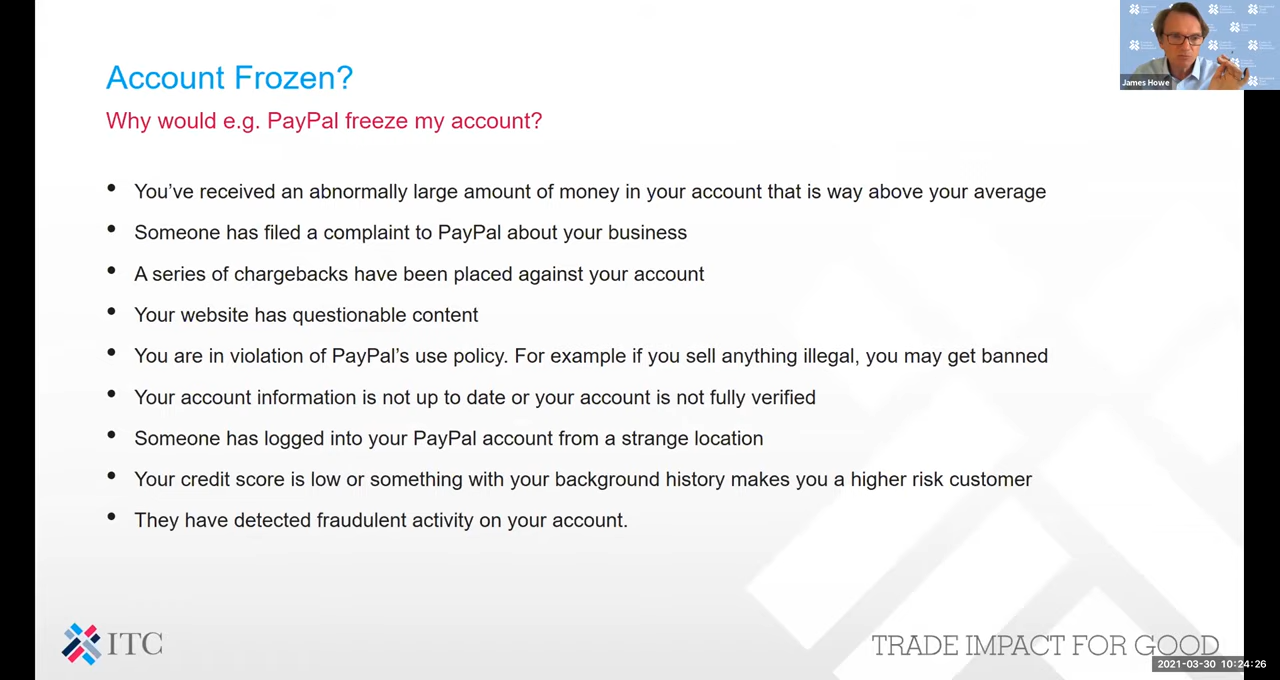 Account Frozen?
Why would e.g. PayPal freeze my account?
• You’ve received an abnormally large amount of money in your account that is way above your average
• Someone has filed a complaint to PayPal about your business
• A series of chargebacks have been placed against your account
• Your website has questionable content
• You are in violation of PayPal’s use policy. For example if you sell anything illegal, you may get banned
• Your account information is not up to date or your account is not fully verified
• Someone has logged into your PayPal account from a strange location
• Your credit score is low or something with your background history makes you a higher risk customer
• They have detected fraudulent activity on your account.
James Howe
ITC
TRADE IMPACT FOR GOOD
2021-03-30 10:24:26